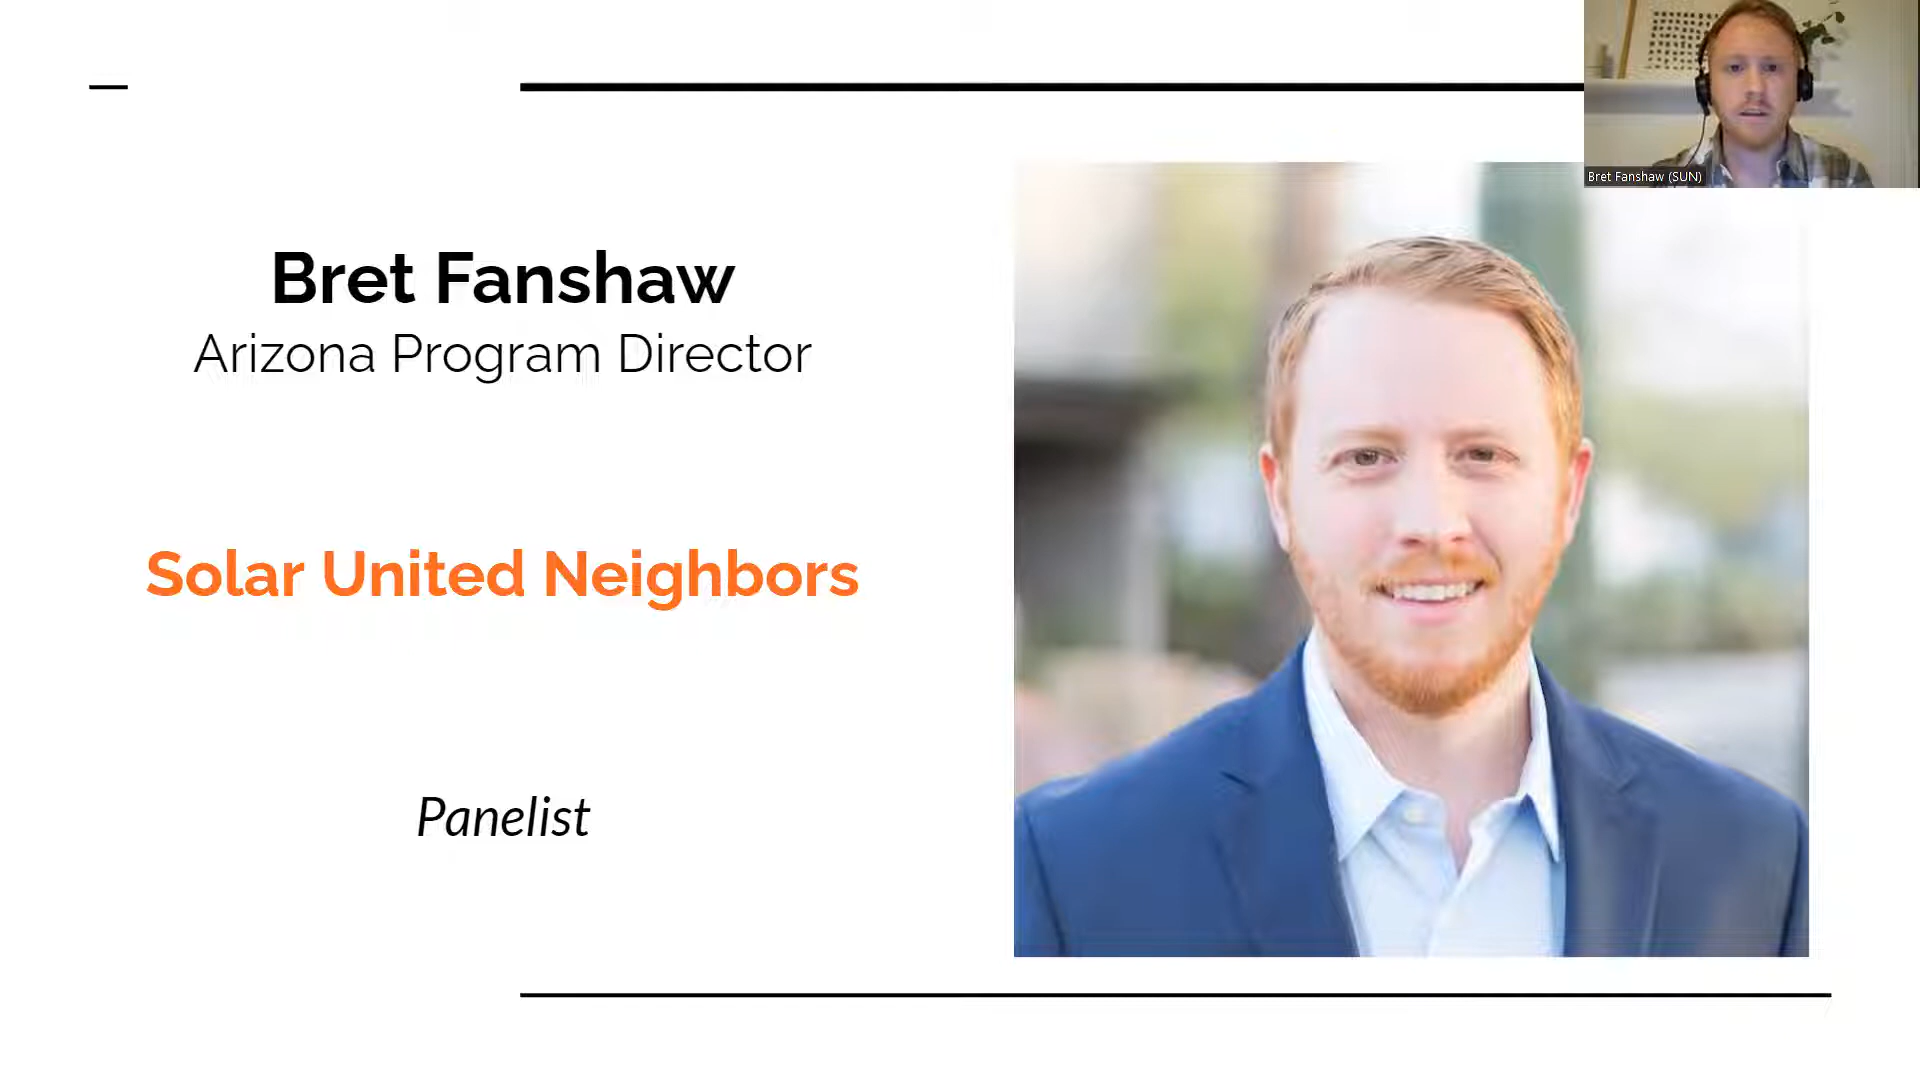 Bret Fanshaw (SUN)
Bret Fanshaw
Arizona Program Director
Solar United Neighbors
Panelist